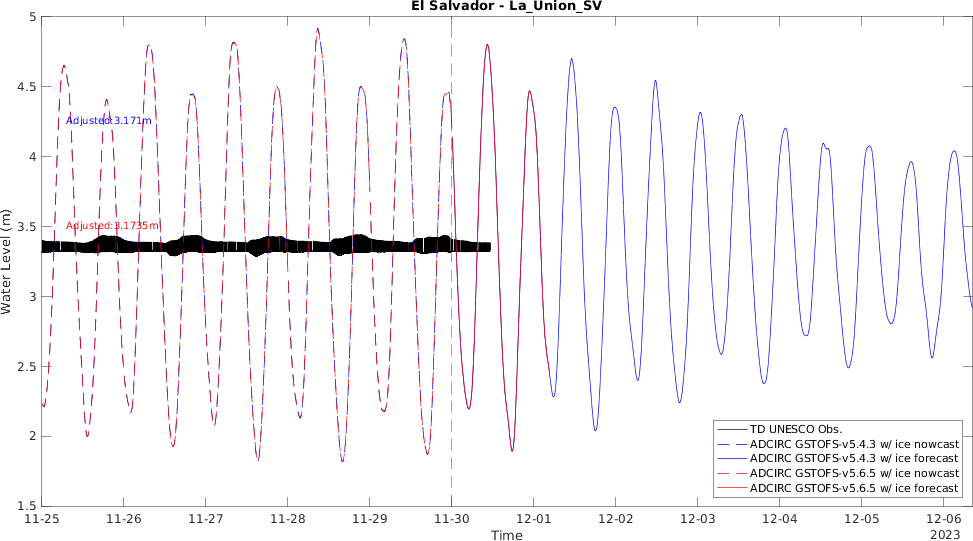 El Salvador - La_Union_SV
5
4.5
4
3.5
3
2.5
2
1.5
Water Level (m)
Adjusted:3.171m
Adjusted:3.1735m
TD UNESCO Obs.
ADCIRC GSTOFS-v5.4.3 w/ ice nowcast
ADCIRC GSTOFS-v5.4.3 w/ ice forecast
ADCIRC GSTOFS-v5.6.5 w/ ice nowcast
ADCIRC GSTOFS-v5.6.5 w/ ice forecast
11-25 11-26 11-27 11-28 11-29 11-30 12-01 12-02 12-03 12-04 12-05 12-06
Time
2023